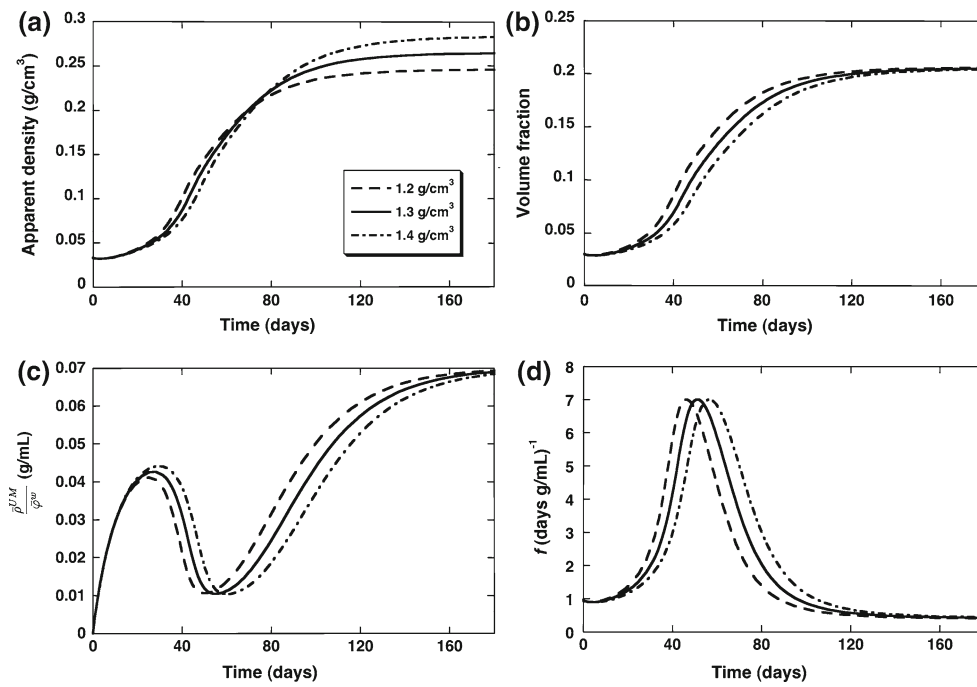 (a)
Apparent density (g/cm³)
0.3
0.25
0.2
0.15
0.1
0.05
0
0 40 80 120 160
Time (days)
1.2 g/cm³
1.3 g/cm³
1.4 g/cm³
(b)
Volume fraction
0.2
0.15
0.1
0.05
0
0 40 80 120 160
Time (days)
(c)
ρ̄^UM / φ̄^w (g/mL)
0.07
0.06
0.05
0.04
0.03
0.02
0.01
0
0 40 80 120 160
Time (days)
(d)
f (days g/mL)⁻¹
8
7
6
5
4
3
2
1
0
0 40 80 120 160
Time (days)